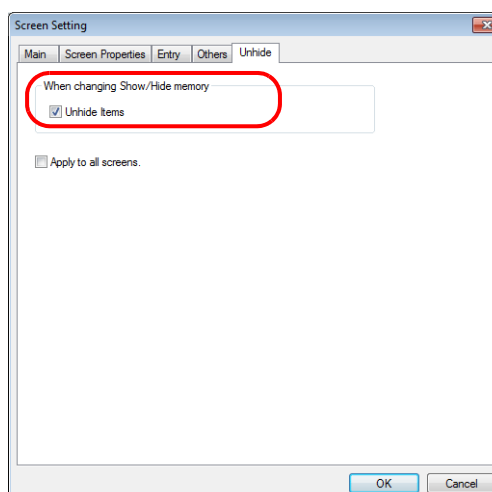 Screen Setting
Main Screen Properties Entry Others Unhide
When changing Show/Hide memory
Unhide Items
Apply to all screens.
OK Cancel